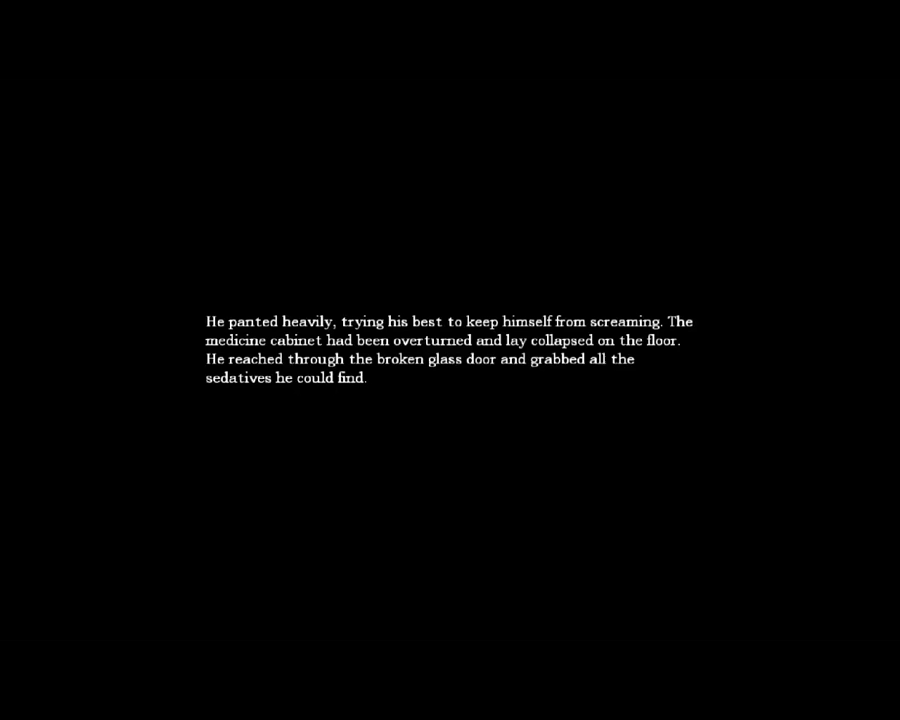 He panted heavily, trying his best to keep himself from screaming. The
medicine cabinet had been overturned and lay collapsed on the floor.
He reached through the broken glass door and grabbed all the
sedatives he could find.